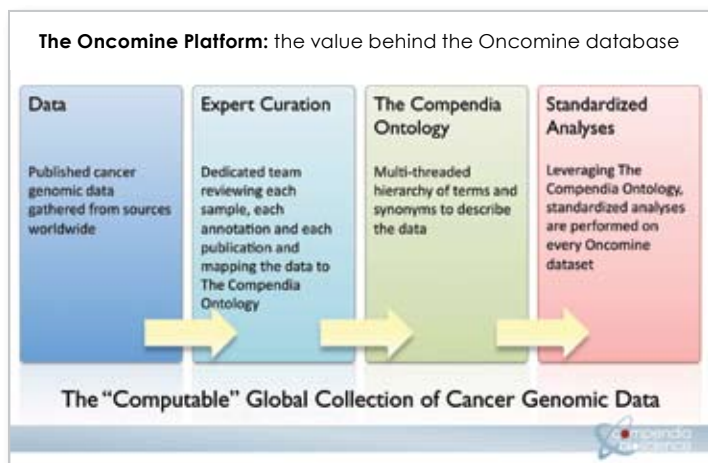 The Oncomine Platform: the value behind the Oncomine database
Data
Published cancer
genomic data
gathered from sources
worldwide
Expert Curation
Dedicated team
reviewing each
sample, each
annotation and each
publication and
mapping the data to
The Compendia
Ontology
The Compendia
Ontology
Multi-threaded
hierarchy of terms and
synonyms to describe
the data
Standardized
Analyses
Leveraging The
Compendia Ontology,
standardized analyses
are performed on
every Oncomine
dataset
The "Computable" Global Collection of Cancer Genomic Data
compendia
bioscience